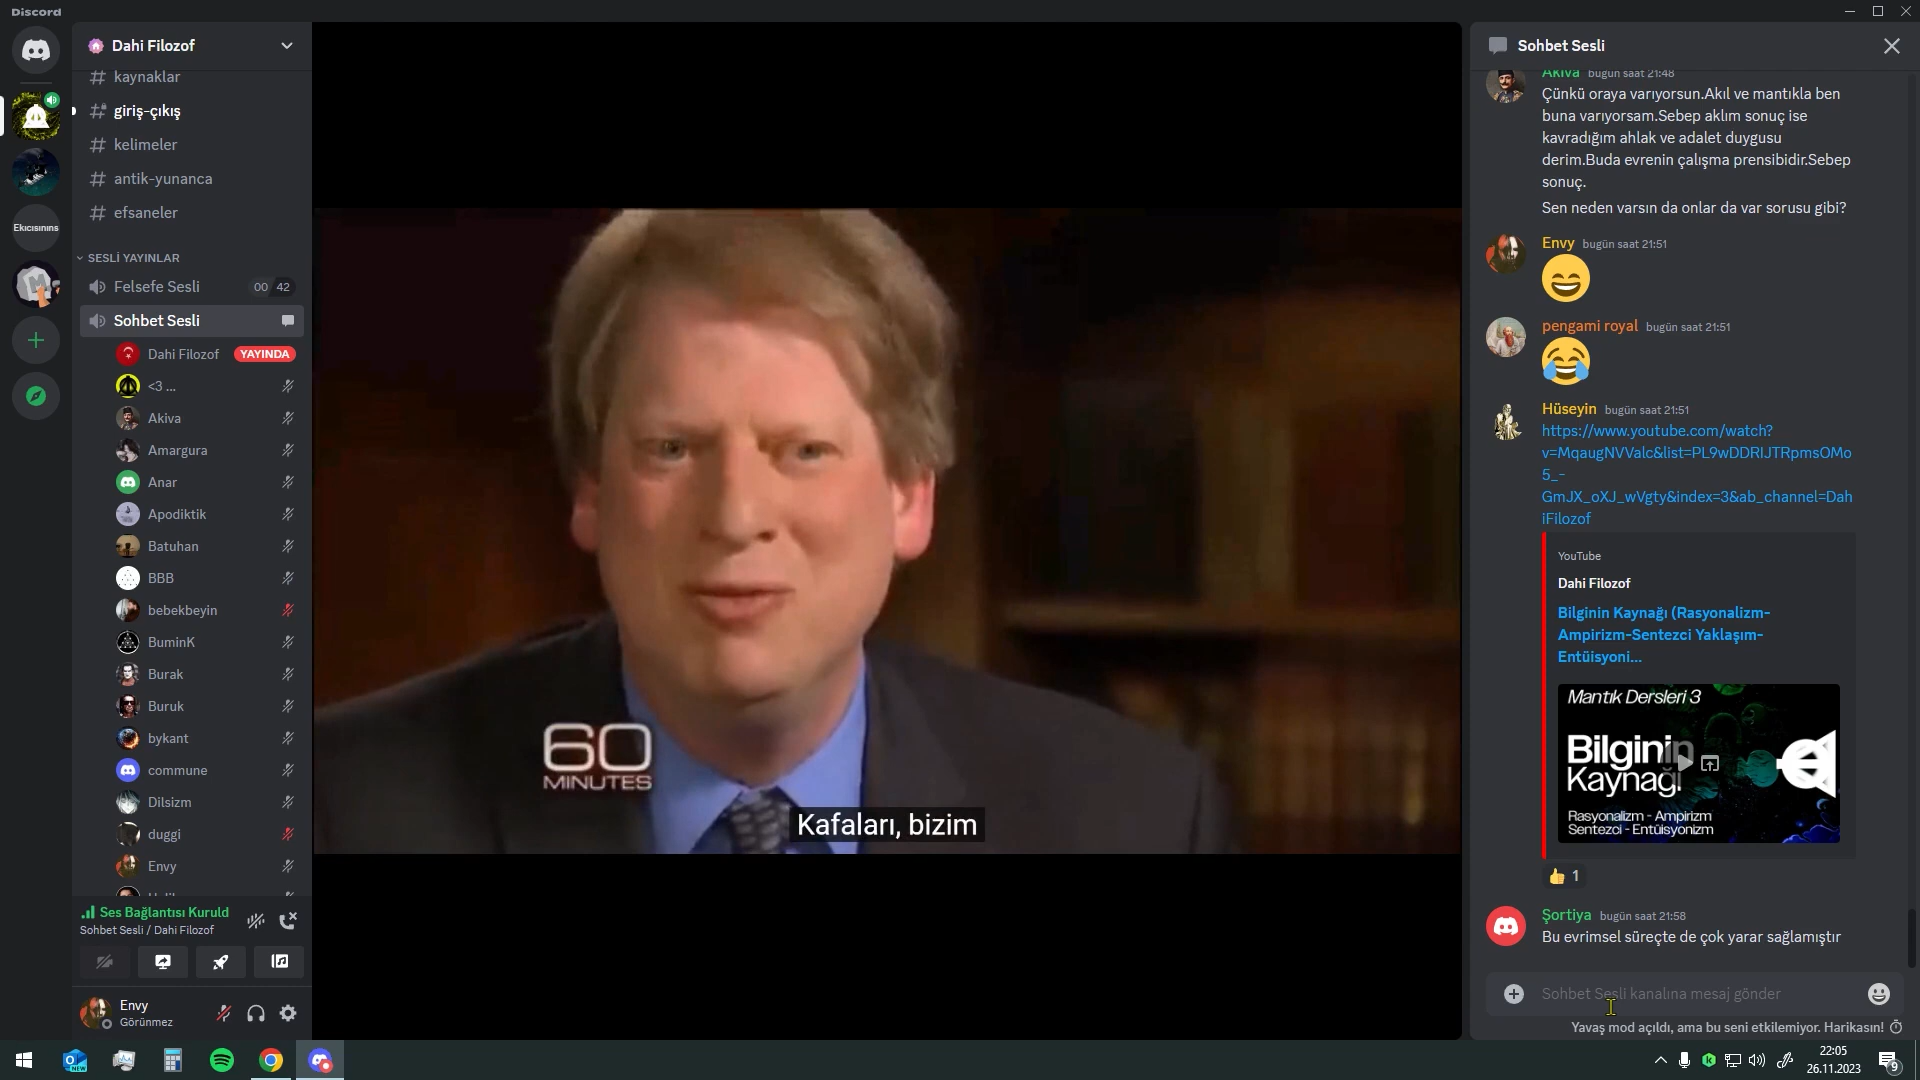 Discord
Dahi Filozof
kaynaklar
giriş-çıkış
kelimeler
antik-yunanca
efsaneler
SESLİ YAYINLAR
Felsefe Sesli 00 42
Sohbet Sesli
Dahi Filozof YAYINDA
<3 ...
Akiva
Amargura
Anar
Apodiktik
Batuhan
BBB
bebekbeyin
BuminK
Burak
Buruk
bykant
commune
Dilsizm
duggi
Envy
Ses Bağlantısı Kuruld
Sohbet Sesli / Dahi Filozof
Envy
Görünmez
Ekicisinins
60
MINUTES
Kafaları, bizim
Sohbet Sesli
Akiva bugün saat 21:48
Çünkü oraya varıyorsun.Akıl ve mantıkla ben
buna varıyorsam.Sebep aklım sonuç ise
kavradığım ahlak ve adalet duygusu
derim.Buda evrenin çalışma prensibidir.Sebep
sonuç.
Sen neden varsın da onlar da var sorusu gibi?
Envy bugün saat 21:51
pengami royal bugün saat 21:51
Hüseyin bugün saat 21:51
https://www.youtube.com/watch?
v=MqaugNVValc&list=PL9wDDRIJTRpmsOMo
5_-
GmJX_oXJ_wVgty&index=3&ab_channel=Dah
iFilozof
YouTube
Dahi Filozof
Bilginin Kaynağı (Rasyonalizm-
Ampirizm-Sentezci Yaklaşım-
Entüisyoni...
Mantık Dersleri 3
Bilginin
Kaynağı
Rasyonalizm - Ampirizm
Sentezci - Entüisyonizm
1
Şortiya bugün saat 21:58
Bu evrimsel süreçte de çok yarar sağlamıştır
Sohbet Sesli kanalına mesaj gönder
Yavaş mod açıldı, ama bu seni etkilemiyor. Harikasın!
22:05
26.11.2023
9
NEW